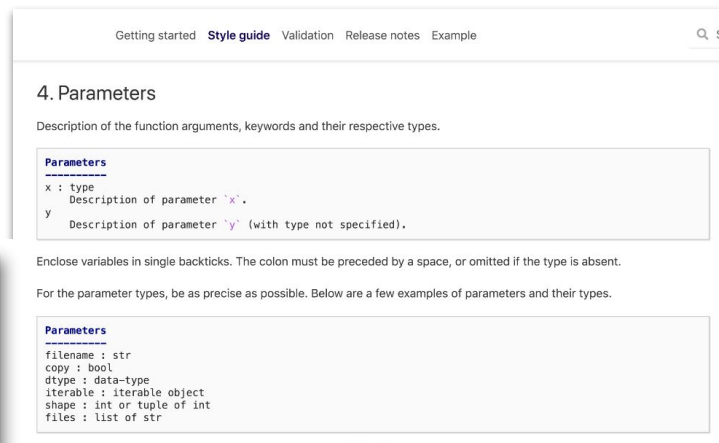 Getting started Style guide Validation Release notes Example
4. Parameters
Description of the function arguments, keywords and their respective types.
Parameters
----------
x : type
    Description of parameter `x`.
y
    Description of parameter `y` (with type not specified).
Enclose variables in single backticks. The colon must be preceded by a space, or omitted if the type is absent.
For the parameter types, be as precise as possible. Below are a few examples of parameters and their types.
Parameters
----------
filename : str
copy : bool
dtype : data-type
iterable : iterable object
shape : int or tuple of int
files : list of str